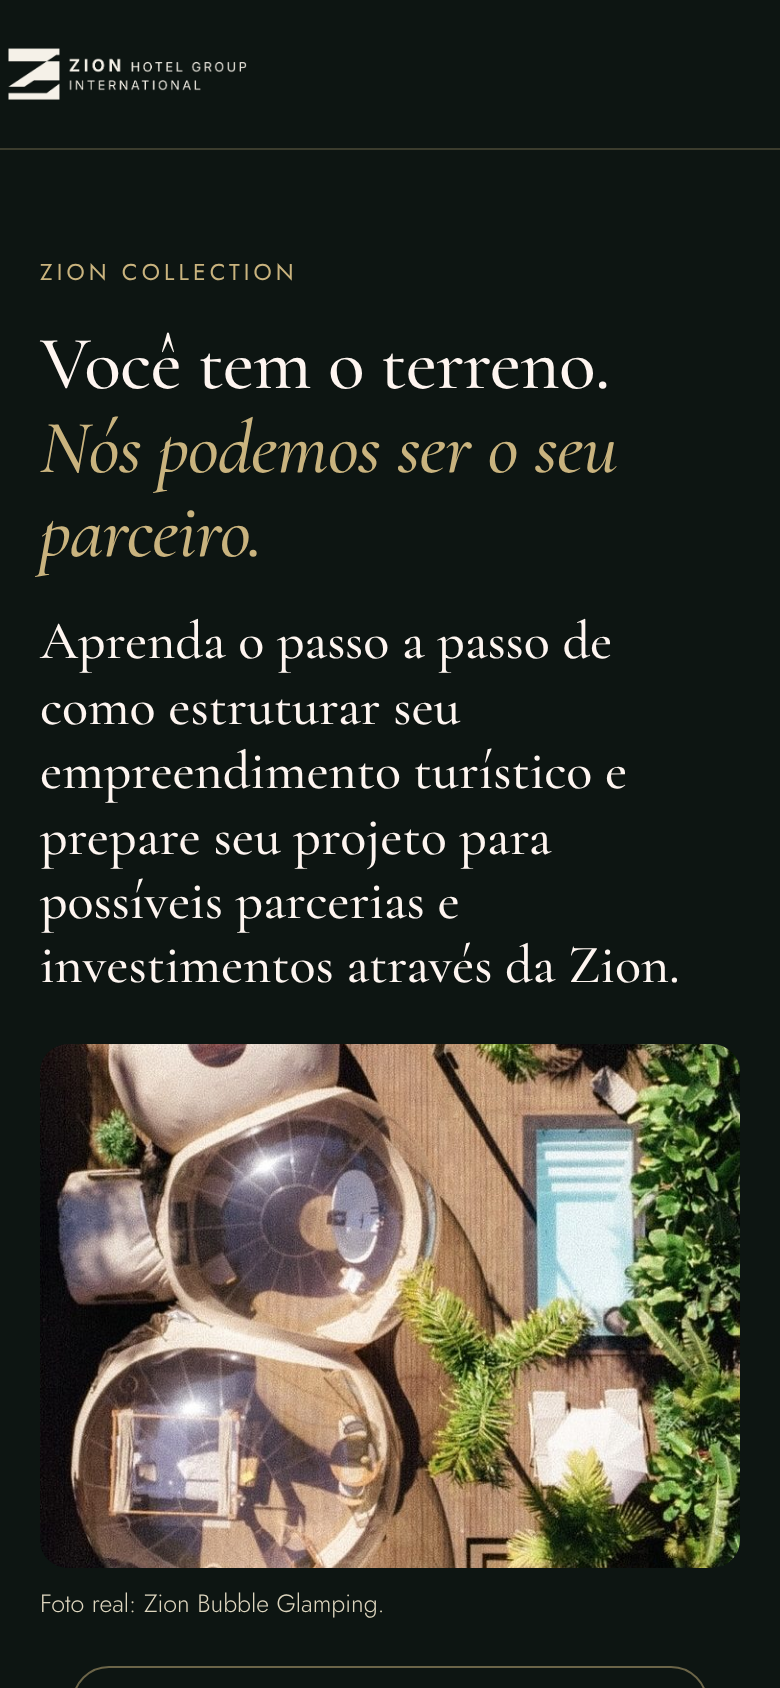 ZION HOTEL GROUP
INTERNATIONAL
ZION COLLECTION
Você tem o terreno.
Nós podemos ser o seu
parceiro.
Aprenda o passo a passo de
como estruturar seu
empreendimento turístico e
prepare seu projeto para
possíveis parcerias e
investimentos através da Zion.
Foto real: Zion Bubble Glamping.